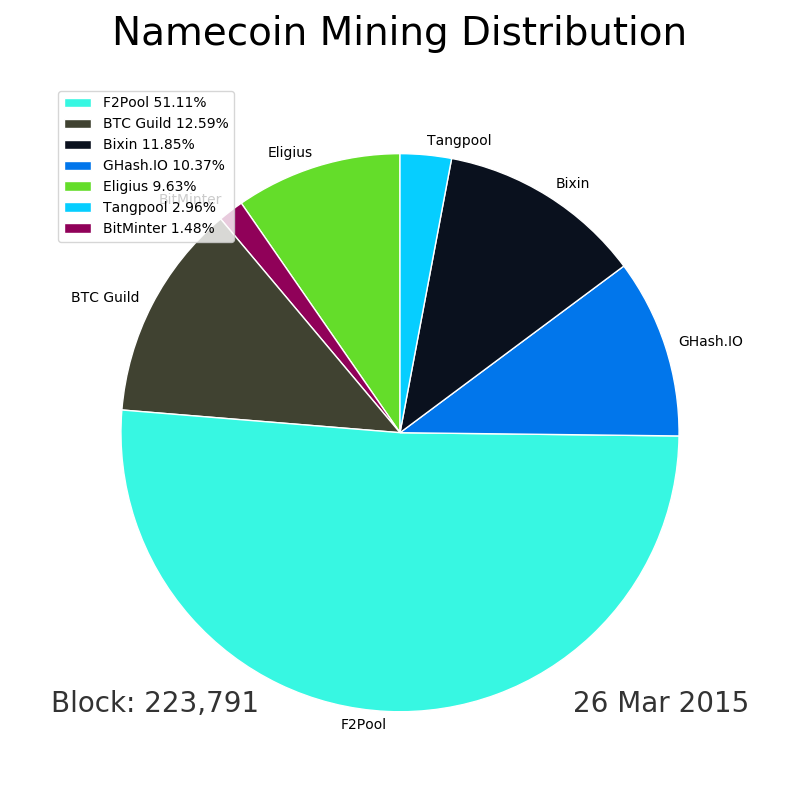 Namecoin Mining Distribution
F2Pool 51.11%
BTC Guild 12.59%
Bixin 11.85%
GHash.IO 10.37%
Eligius 9.63%
Tangpool 2.96%
BitMinter 1.48%
Tangpool
Eligius
Bixin
BitMinter
BTC Guild
GHash.IO
Block: 223,791
26 Mar 2015
F2Pool